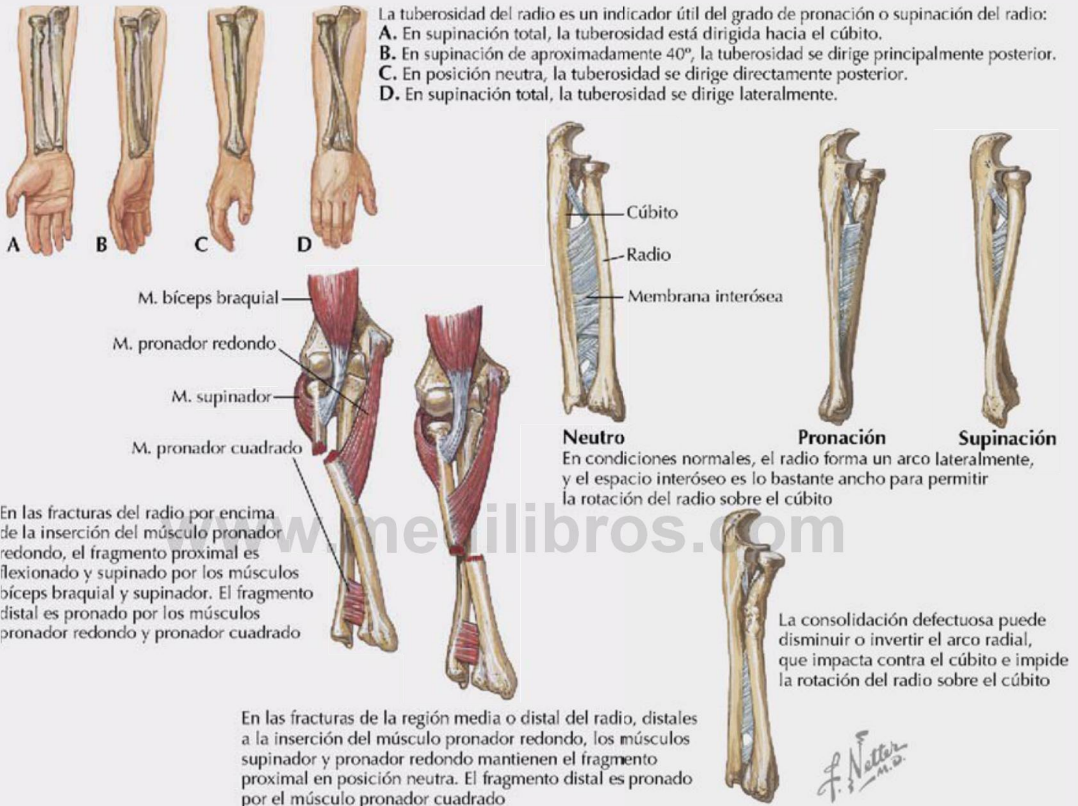 La tuberosidad del radio es un indicador útil del grado de pronación o supinación del radio:
A. En supinación total, la tuberosidad está dirigida hacia el cúbito.
B. En supinación de aproximadamente 40º, la tuberosidad se dirige principalmente posterior.
C. En posición neutra, la tuberosidad se dirige directamente posterior.
D. En supinación total, la tuberosidad se dirige lateralmente.
A
B
C
D
Cúbito
Radio
Membrana interósea
M. bíceps braquial
M. pronador redondo
M. supinador
M. pronador cuadrado
Neutro
Pronación
Supinación
En condiciones normales, el radio forma un arco lateralmente,
y el espacio interóseo es lo bastante ancho para permitir
la rotación del radio sobre el cúbito
En las fracturas del radio por encima
de la inserción del músculo pronador
redondo, el fragmento proximal es
flexionado y supinado por los músculos
bíceps braquial y supinador. El fragmento
distal es pronado por los músculos
pronador redondo y pronador cuadrado
www.medilibros.com
La consolidación defectuosa puede
disminuir o invertir el arco radial,
que impacta contra el cúbito e impide
la rotación del radio sobre el cúbito
En las fracturas de la región media o distal del radio, distales
a la inserción del músculo pronador redondo, los músculos
supinador y pronador redondo mantienen el fragmento
proximal en posición neutra. El fragmento distal es pronado
por el músculo pronador cuadrado
F. Netter
M.D.